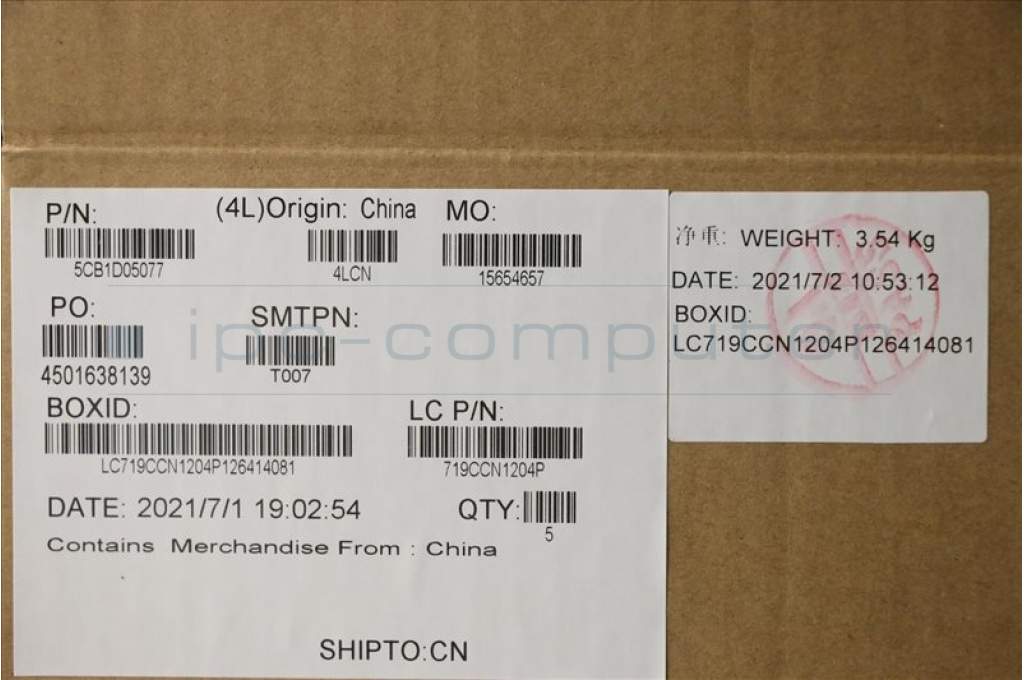 P/N: (4L)Origin: China MO:
5CB1D05077 4LCN 15654657
PO: SMTPN:
4501638139 T007
BOXID: LC P/N:
LC719CCN1204P126414081 719CCN1204P
DATE: 2021/7/1 19:02:54 QTY:
5
Contains Merchandise From : China
SHIPTO:CN
净重: WEIGHT: 3.54 Kg
DATE: 2021/7/2 10:53:12
BOXID:
LC719CCN1204P126414081
ipc-computer